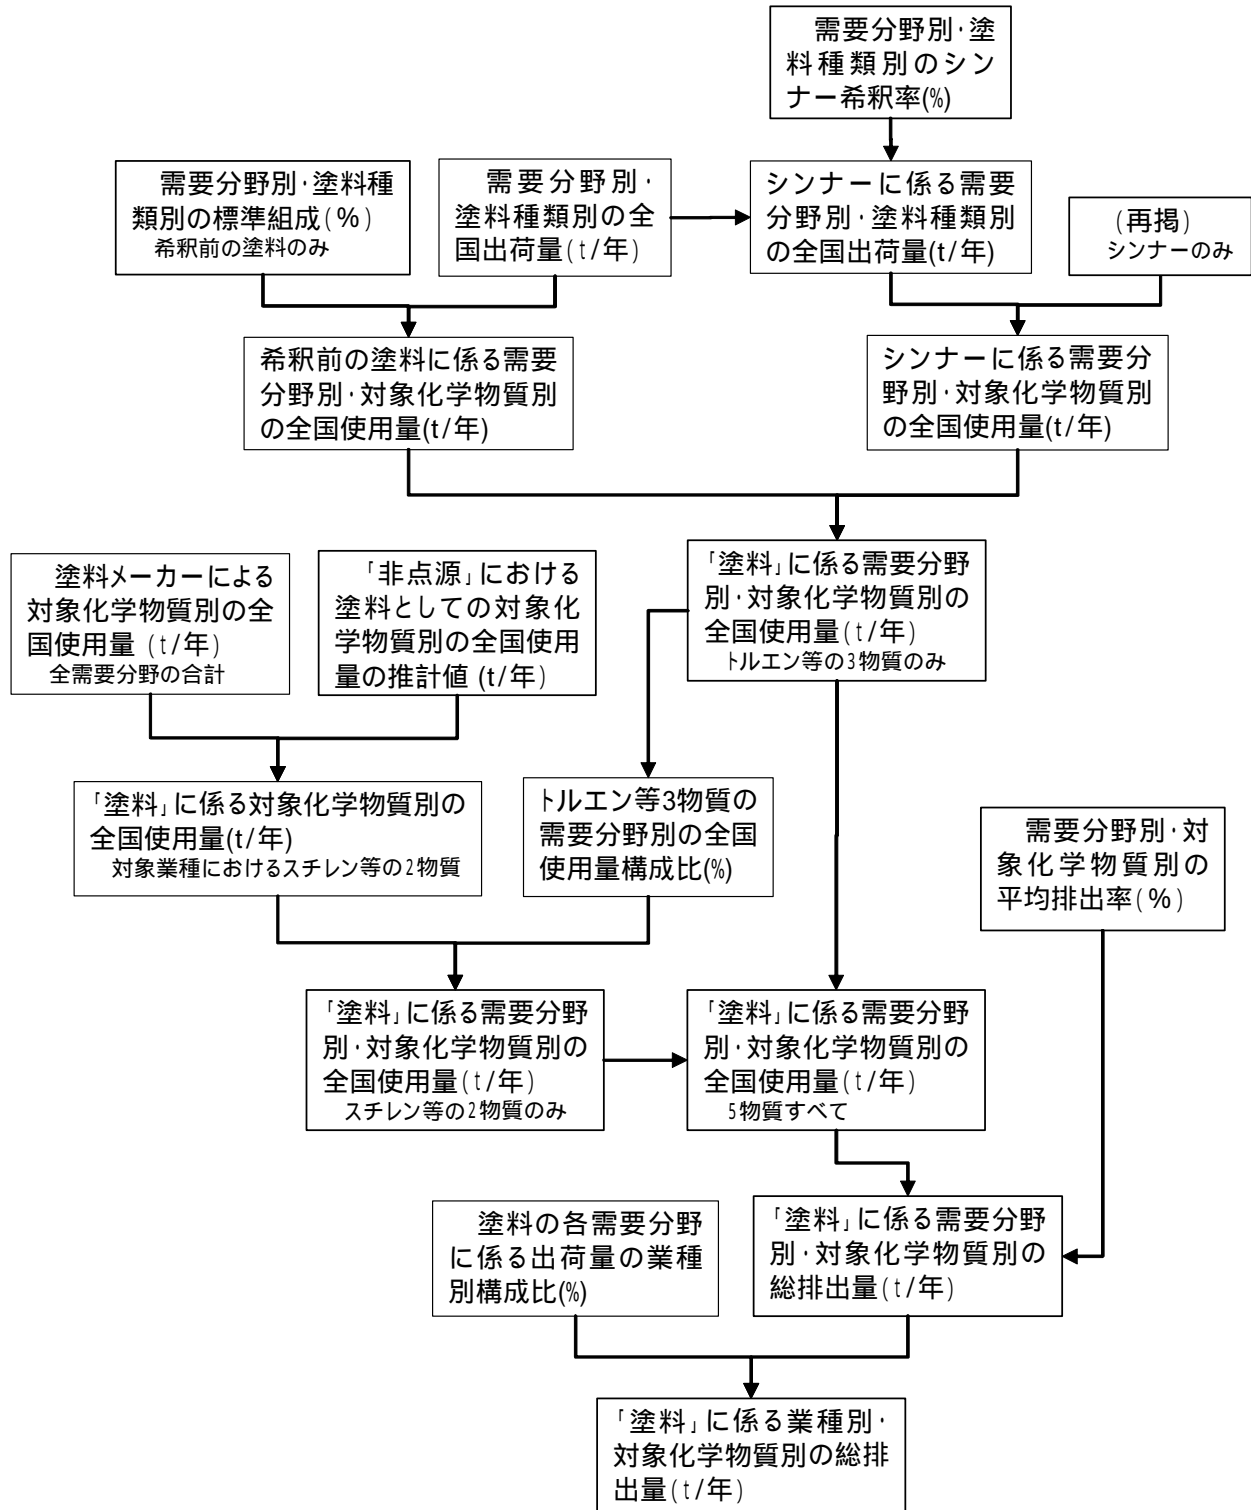 需要分野別・塗
料種類別のシン
ナー希釈率(%)
需要分野別・塗料種
類別の標準組成(%)
希釈前の塗料のみ
需要分野別・
塗料種類別の全
国出荷量(t/年)
シンナーに係る需要
分野別・塗料種類別
の全国出荷量(t/年)
(再掲)
シンナーのみ
希釈前の塗料に係る需要
分野別・対象化学物質別
の全国使用量(t/年)
シンナーに係る需要分
野別・対象化学物質別
の全国使用量(t/年)
塗料メーカーによる
対象化学物質別の全
国使用量 (t/年)
全需要分野の合計
「非点源」における
塗料としての対象化
学物質別の全国使用
量の推計値 (t/年)
「塗料」に係る需要分野
別・対象化学物質別の
全国使用量(t/年)
トルエン等の3物質のみ
「塗料」に係る対象化学物質別の
全国使用量(t/年)
対象業種におけるスチレン等の2物質
トルエン等3物質の
需要分野別の全国
使用量構成比(%)
需要分野別・対
象化学物質別の
平均排出率(%)
「塗料」に係る需要分野
別・対象化学物質別の
全国使用量(t/年)
スチレン等の2物質のみ
「塗料」に係る需要分野
別・対象化学物質別の
全国使用量(t/年)
5物質すべて
塗料の各需要分野
に係る出荷量の業種
別構成比(%)
「塗料」に係る需要分野
別・対象化学物質別の
総排出量(t/年)
「塗料」に係る業種別・
対象化学物質別の総排
出量(t/年)